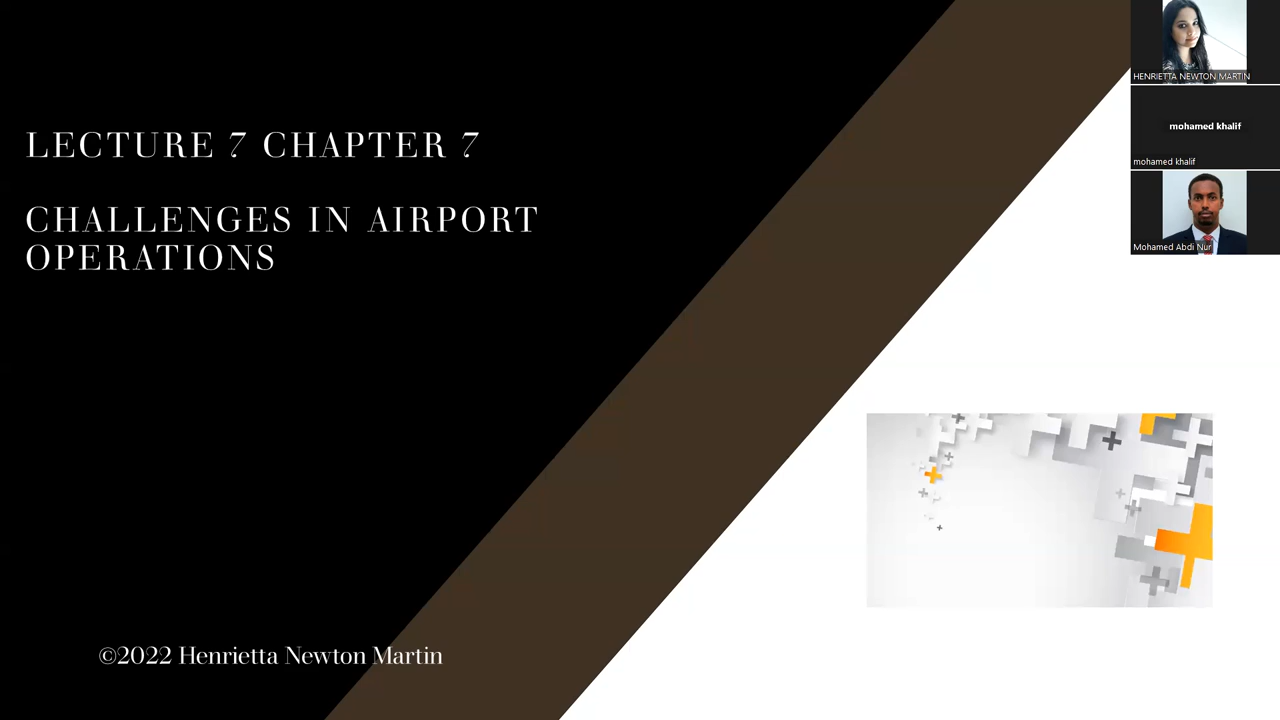 LECTURE 7 CHAPTER 7
CHALLENGES IN AIRPORT
OPERATIONS
©2022 Henrietta Newton Martin
HENRIETTA NEWTON MARTIN
mohamed khalif
mohamed khalif
Mohamed Abdi Nur